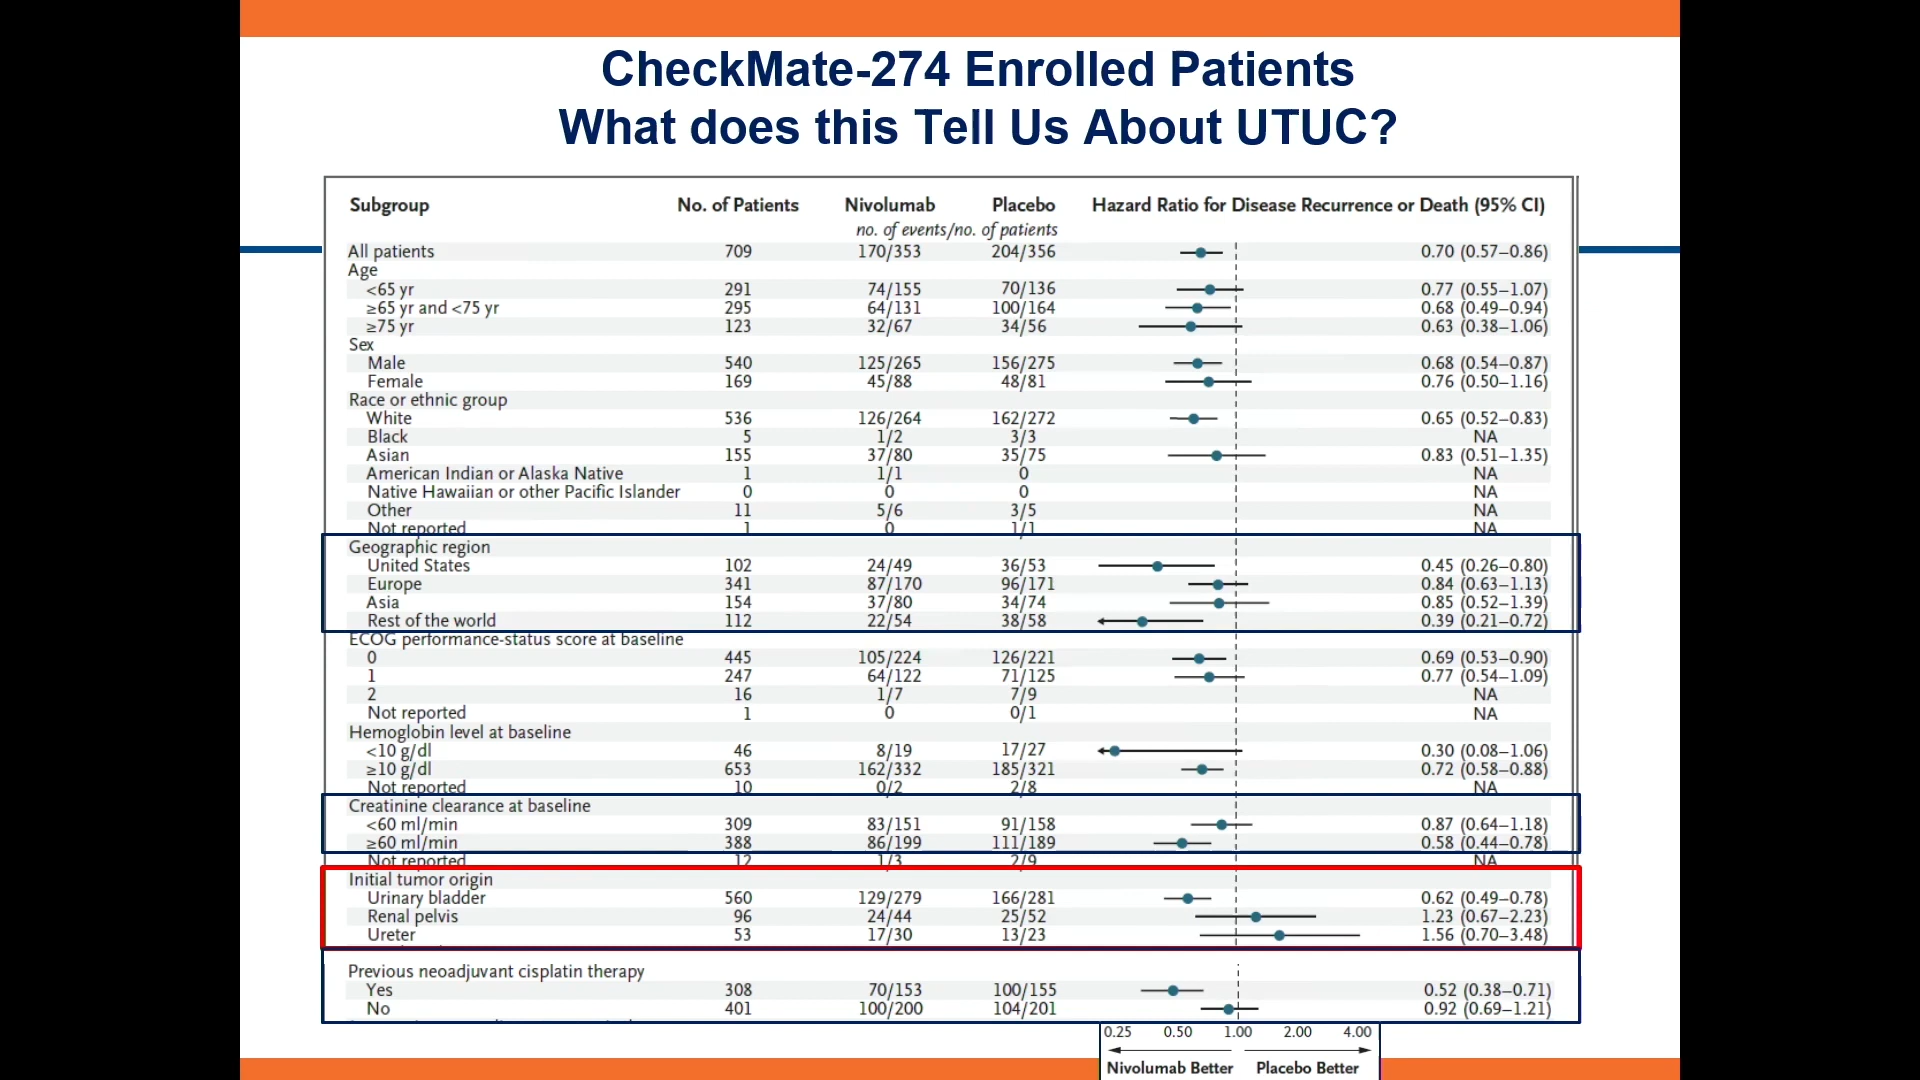 CheckMate-274 Enrolled Patients
What does this Tell Us About UTUC?
Subgroup No. of Patients Nivolumab Placebo Hazard Ratio for Disease Recurrence or Death (95% CI)
no. of events/no. of patients
All patients 709 170/353 204/356 0.70 (0.57–0.86)
Age
<65 yr 291 74/155 70/136 0.77 (0.55–1.07)
≥65 yr and <75 yr 295 64/131 100/164 0.68 (0.49–0.94)
≥75 yr 123 32/67 34/56 0.63 (0.38–1.06)
Sex
Male 540 125/265 156/275 0.68 (0.54–0.87)
Female 169 45/88 48/81 0.76 (0.50–1.16)
Race or ethnic group
White 536 126/264 162/272 0.65 (0.52–0.83)
Black 5 1/2 3/3 NA
Asian 155 37/80 35/75 0.83 (0.51–1.35)
American Indian or Alaska Native 1 1/1 0 NA
Native Hawaiian or other Pacific Islander 0 0 0 NA
Other 11 5/6 3/5 NA
Not reported 1 0 1/1 NA
Geographic region
United States 102 24/49 36/53 0.45 (0.26–0.80)
Europe 341 87/170 96/171 0.84 (0.63–1.13)
Asia 154 37/80 34/74 0.85 (0.52–1.39)
Rest of the world 112 22/54 38/58 0.39 (0.21–0.72)
ECOG performance-status score at baseline
0 445 105/224 126/221 0.69 (0.53–0.90)
1 247 64/122 71/125 0.77 (0.54–1.09)
2 16 1/7 7/9 NA
Not reported 1 0 0/1 NA
Hemoglobin level at baseline
<10 g/dl 46 8/19 17/27 0.30 (0.08–1.06)
≥10 g/dl 653 162/332 185/321 0.72 (0.58–0.88)
Not reported 10 0/2 2/8 NA
Creatinine clearance at baseline
<60 ml/min 309 83/151 91/158 0.87 (0.64–1.18)
≥60 ml/min 388 86/199 111/189 0.58 (0.44–0.78)
Not reported 12 1/3 2/9 NA
Initial tumor origin
Urinary bladder 560 129/279 166/281 0.62 (0.49–0.78)
Renal pelvis 96 24/44 25/52 1.23 (0.67–2.23)
Ureter 53 17/30 13/23 1.56 (0.70–3.48)
Previous neoadjuvant cisplatin therapy
Yes 308 70/153 100/155 0.52 (0.38–0.71)
No 401 100/200 104/201 0.92 (0.69–1.21)
0.25 0.50 1.00 2.00 4.00
Nivolumab Better Placebo Better